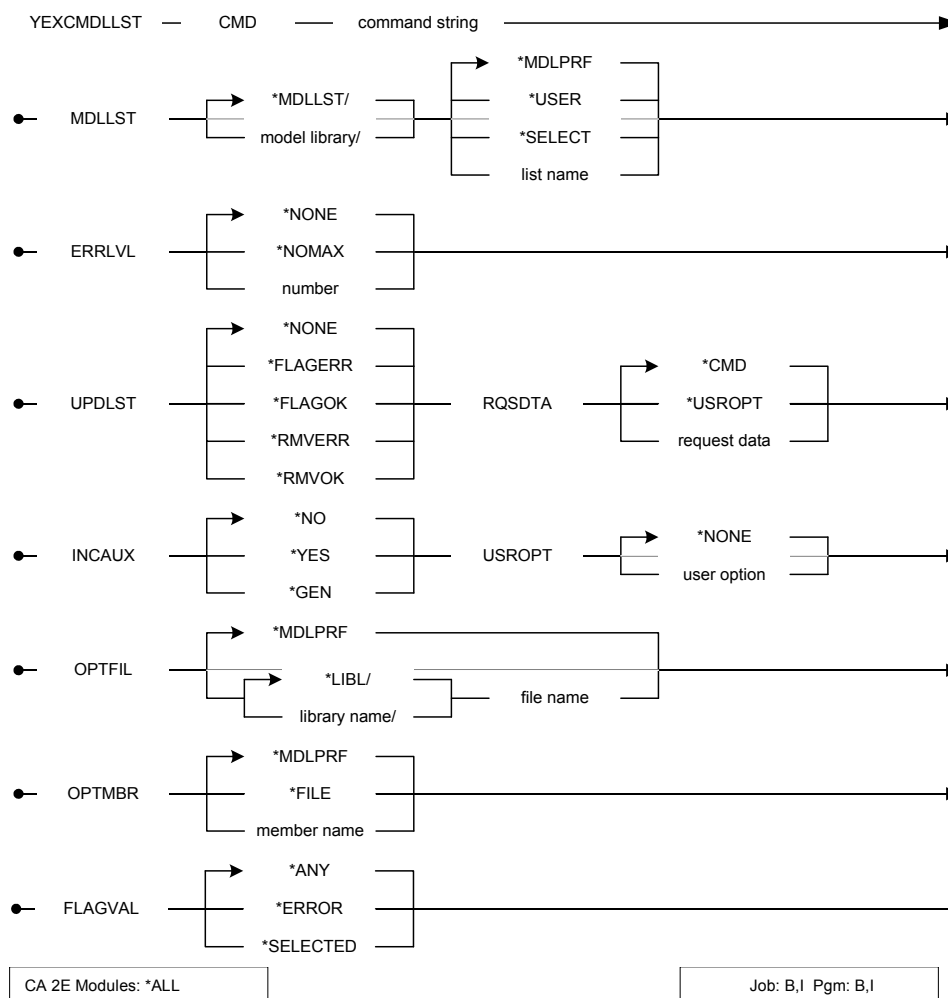 YEXCMDLLST CMD command string
*MDLPRF
*MDLLST/ *USER
MDLLST
model library/ *SELECT
list name
*NONE
ERRLVL *NOMAX
number
*NONE
*FLAGERR *CMD
UPDLST *FLAGOK RQSDTA *USROPT
*RMVERR request data
*RMVOK
*NO *NONE
INCAUX *YES USROPT
*GEN user option
*MDLPRF
OPTFIL *LIBL/
file name
library name/
*MDLPRF
OPTMBR *FILE
member name
*ANY
FLAGVAL *ERROR
*SELECTED
CA 2E Modules: *ALL Job: B,I Pgm: B,I